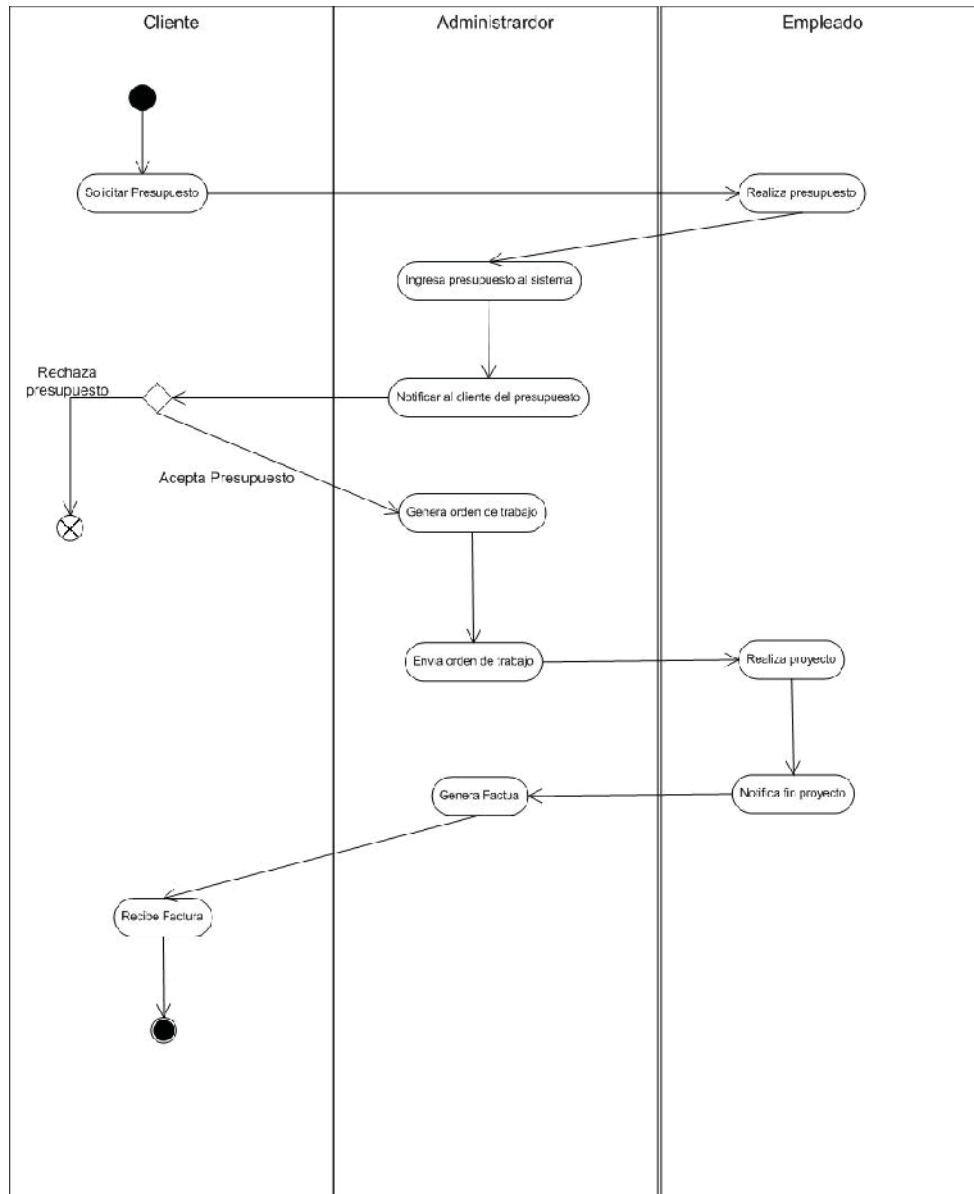 Cliente
Administrardor
Empleado
Solicitar Presupuesto
Realiza presupuesto
Ingresa presupuesto al sistema
Rechaza
presupuesto
Notificar al cliente del presupuesto
Acepta Presupuesto
Genera orden de trabajo
Envia orden de trabajo
Realiza proyecto
Genera Factua
Notifica fin proyecto
Recibe Factura